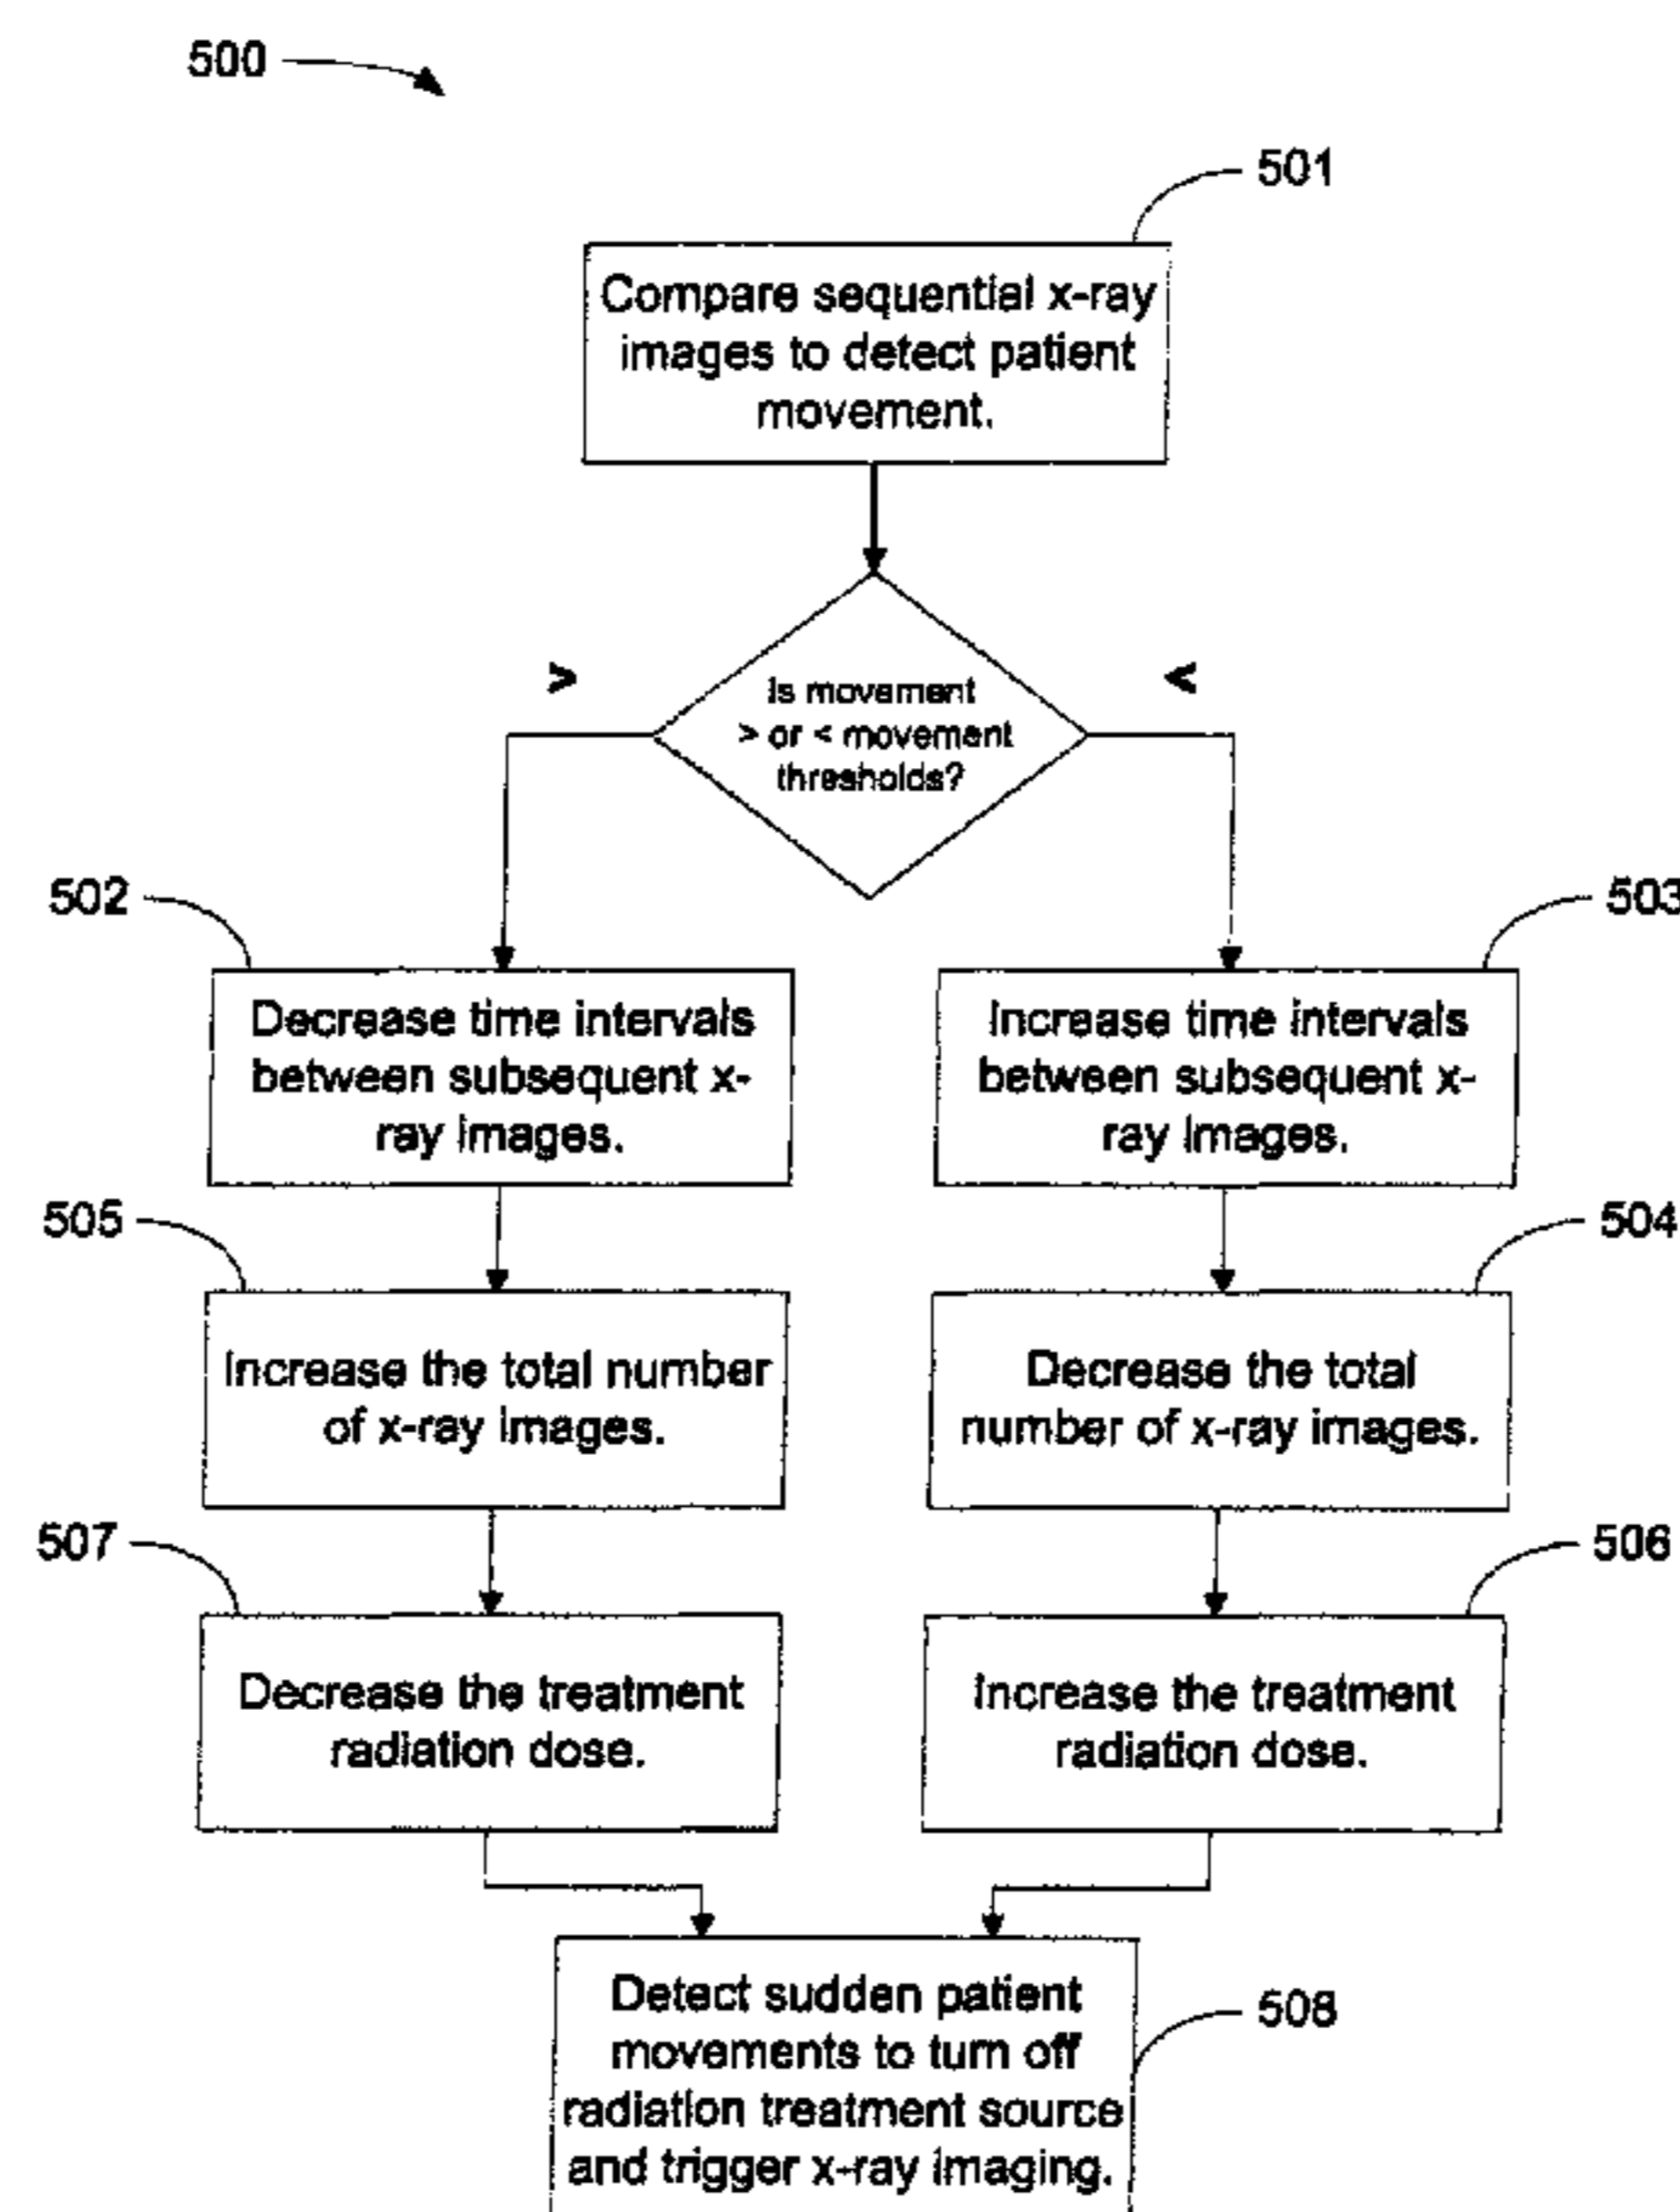 500
501
Compare sequential x-ray
images to detect patient
movement.
>
<
Is movement
> or < movement
thresholds?
502
503
Decrease time intervals
between subsequent x-
ray images.
Increase time intervals
between subsequent x-
ray images.
505
504
Increase the total number
of x-ray images.
Decrease the total
number of x-ray images.
507
506
Decrease the treatment
radiation dose.
Increase the treatment
radiation dose.
Detect sudden patient
movements to turn off
radiation treatment source
and trigger x-ray imaging.
508